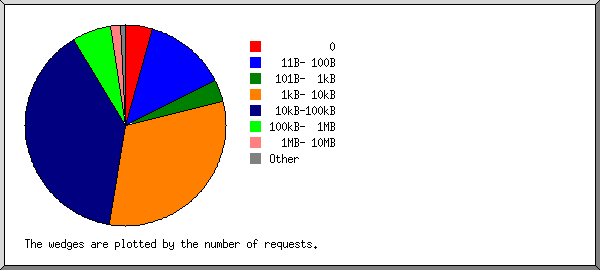 0
11B- 100B
101B- 1kB
1kB- 10kB
10kB-100kB
100kB- 1MB
1MB- 10MB
Other
The wedges are plotted by the number of requests.